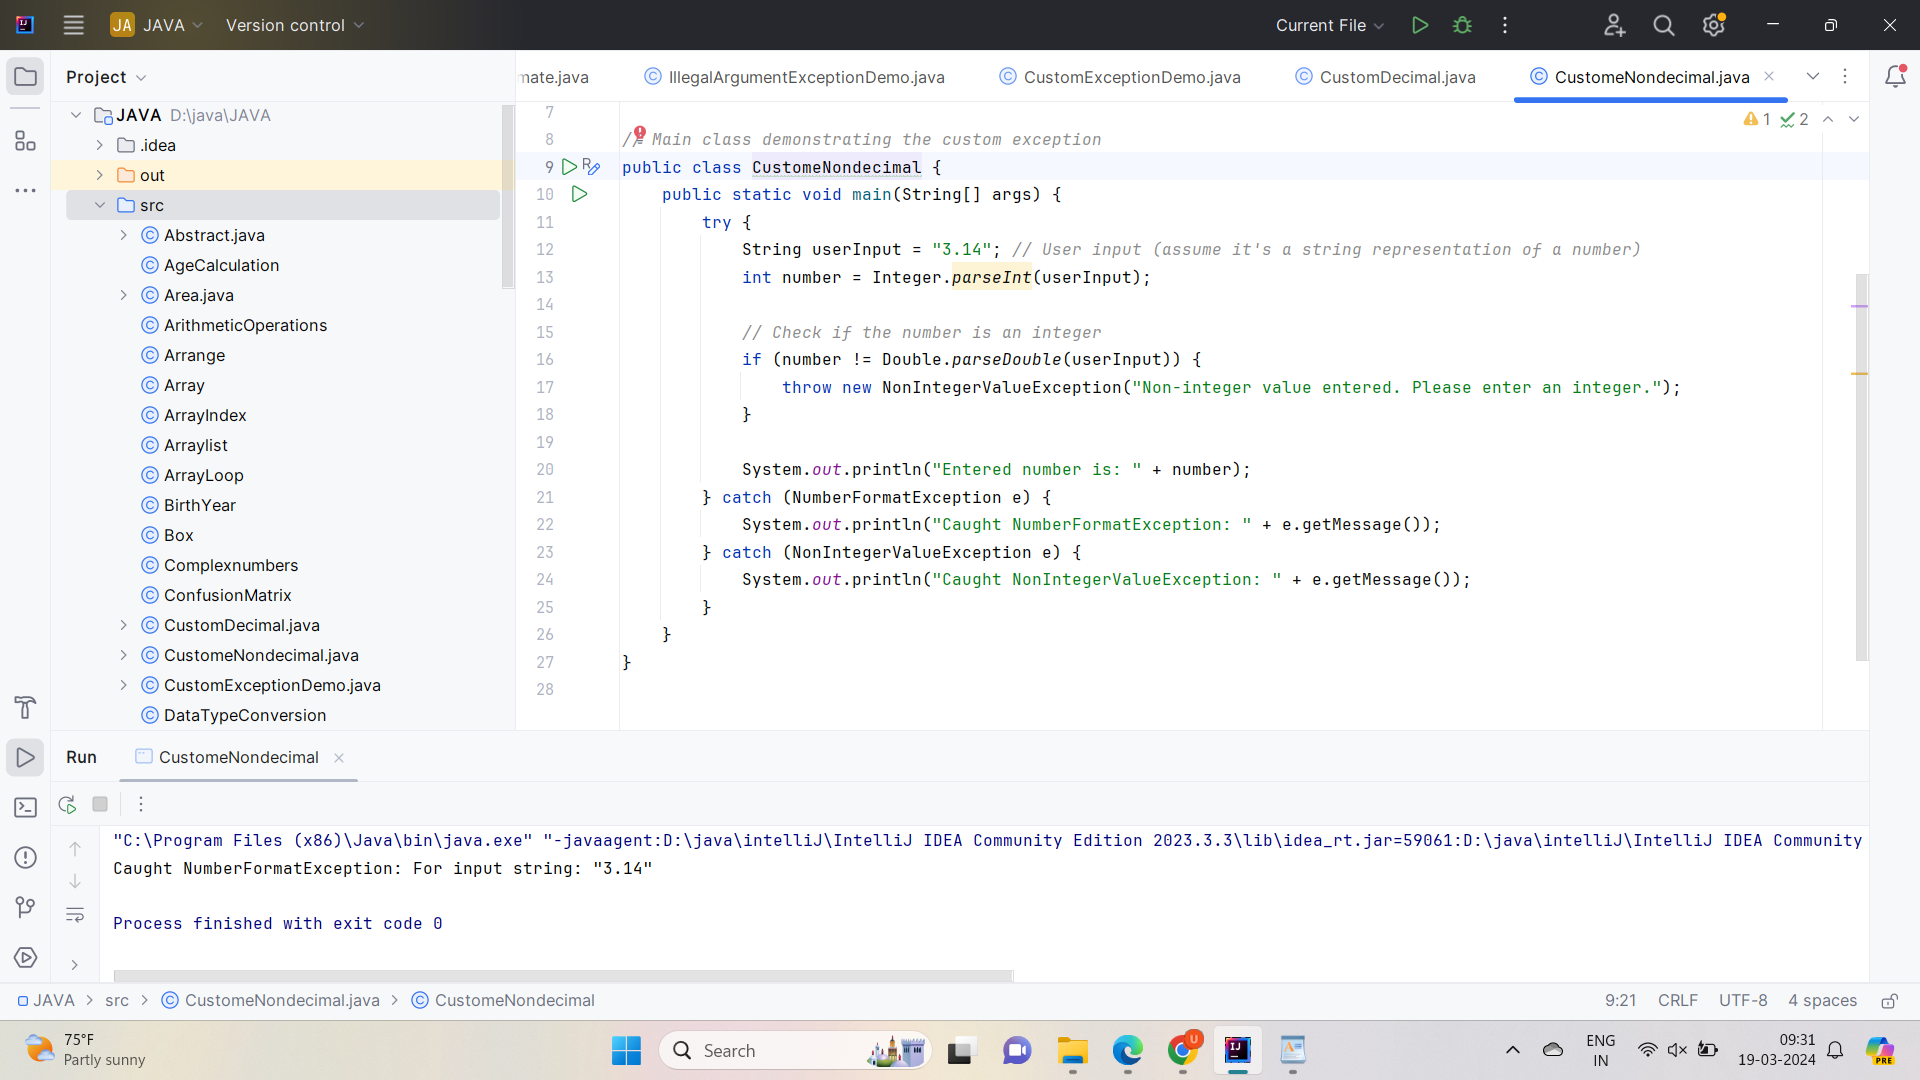 JA JAVA Version control Current File
Project
mate.java IllegalArgumentExceptionDemo.java CustomExceptionDemo.java CustomDecimal.java CustomeNondecimal.java
JAVA D:\java\JAVA
.idea
out
src
Abstract.java
AgeCalculation
Area.java
ArithmeticOperations
Arrange
Array
ArrayIndex
Arraylist
ArrayLoop
BirthYear
Box
Complexnumbers
ConfusionMatrix
CustomDecimal.java
CustomeNondecimal.java
CustomExceptionDemo.java
DataTypeConversion
1 2
7
8 // Main class demonstrating the custom exception
9 public class CustomeNondecimal {
10 public static void main(String[] args) {
11 try {
12 String userInput = "3.14"; // User input (assume it's a string representation of a number)
13 int number = Integer.parseInt(userInput);
14
15 // Check if the number is an integer
16 if (number != Double.parseDouble(userInput)) {
17 throw new NonIntegerValueException("Non-integer value entered. Please enter an integer.");
18 }
19
20 System.out.println("Entered number is: " + number);
21 } catch (NumberFormatException e) {
22 System.out.println("Caught NumberFormatException: " + e.getMessage());
23 } catch (NonIntegerValueException e) {
24 System.out.println("Caught NonIntegerValueException: " + e.getMessage());
25 }
26 }
27 }
28
Run CustomeNondecimal
"C:\Program Files (x86)\Java\bin\java.exe" "-javaagent:D:\java\intelliJ\IntelliJ IDEA Community Edition 2023.3.3\lib\idea_rt.jar=59061:D:\java\intelliJ\IntelliJ IDEA Community
Caught NumberFormatException: For input string: "3.14"
Process finished with exit code 0
JAVA > src > CustomeNondecimal.java > CustomeNondecimal 9:21 CRLF UTF-8 4 spaces
75°F
Partly sunny
Search
U
IJ
ENG
IN
09:31
19-03-2024
PRE